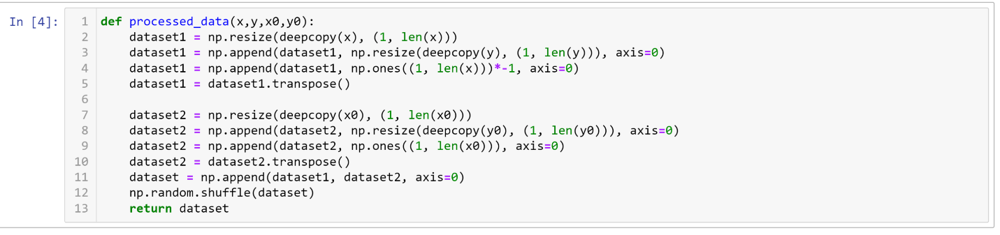 In [4]:
1 def processed_data(x,y,x0,y0):
2     dataset1 = np.resize(deepcopy(x), (1, len(x)))
3     dataset1 = np.append(dataset1, np.resize(deepcopy(y), (1, len(y))), axis=0)
4     dataset1 = np.append(dataset1, np.ones((1, len(x)))*-1, axis=0)
5     dataset1 = dataset1.transpose()
6
7     dataset2 = np.resize(deepcopy(x0), (1, len(x0)))
8     dataset2 = np.append(dataset2, np.resize(deepcopy(y0), (1, len(y0))), axis=0)
9     dataset2 = np.append(dataset2, np.ones((1, len(x0))), axis=0)
10     dataset2 = dataset2.transpose()
11     dataset = np.append(dataset1, dataset2, axis=0)
12     np.random.shuffle(dataset)
13     return dataset